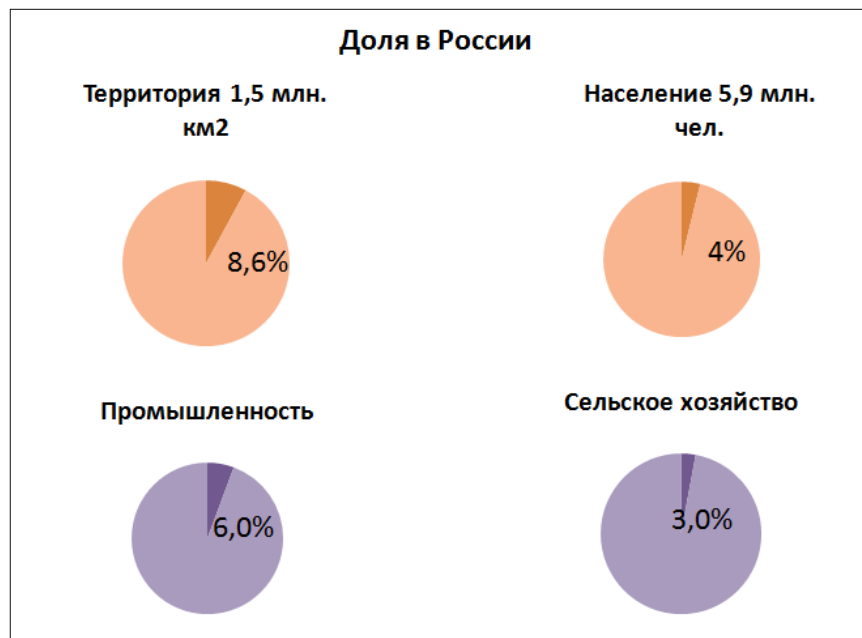 Доля в России
Территория 1,5 млн.
км2
Население 5,9 млн.
чел.
8,6%
4%
Промышленность
Сельское хозяйство
6,0%
3,0%